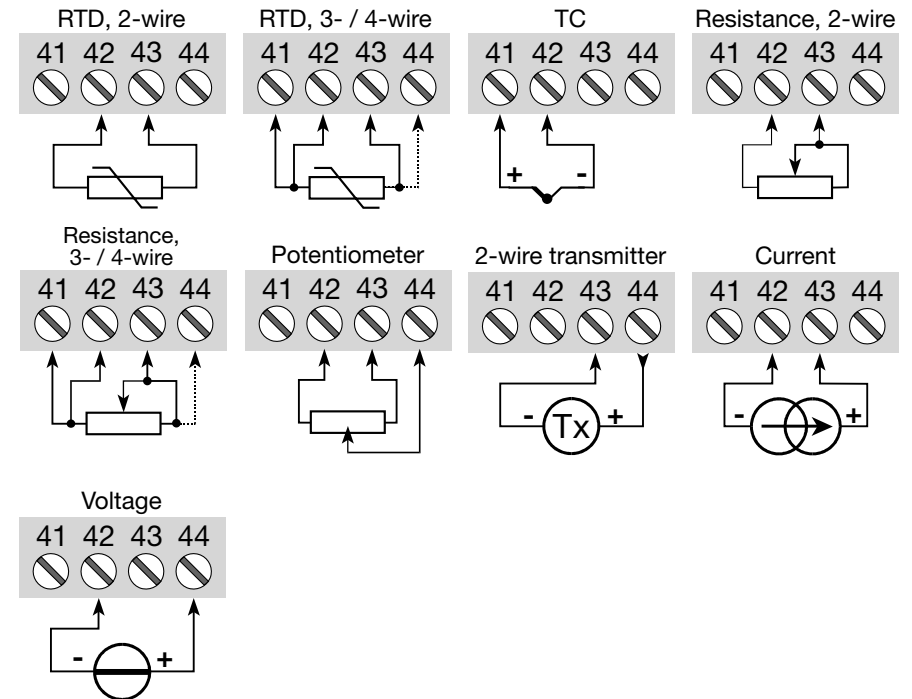 RTD, 2-wire
41 42 43 44
RTD, 3- / 4-wire
41 42 43 44
TC
41 42 43 44
+ -
Resistance, 2-wire
41 42 43 44
Resistance,
3- / 4-wire
41 42 43 44
Potentiometer
41 42 43 44
2-wire transmitter
41 42 43 44
- Tx +
Current
41 42 43 44
- +
Voltage
41 42 43 44
- +